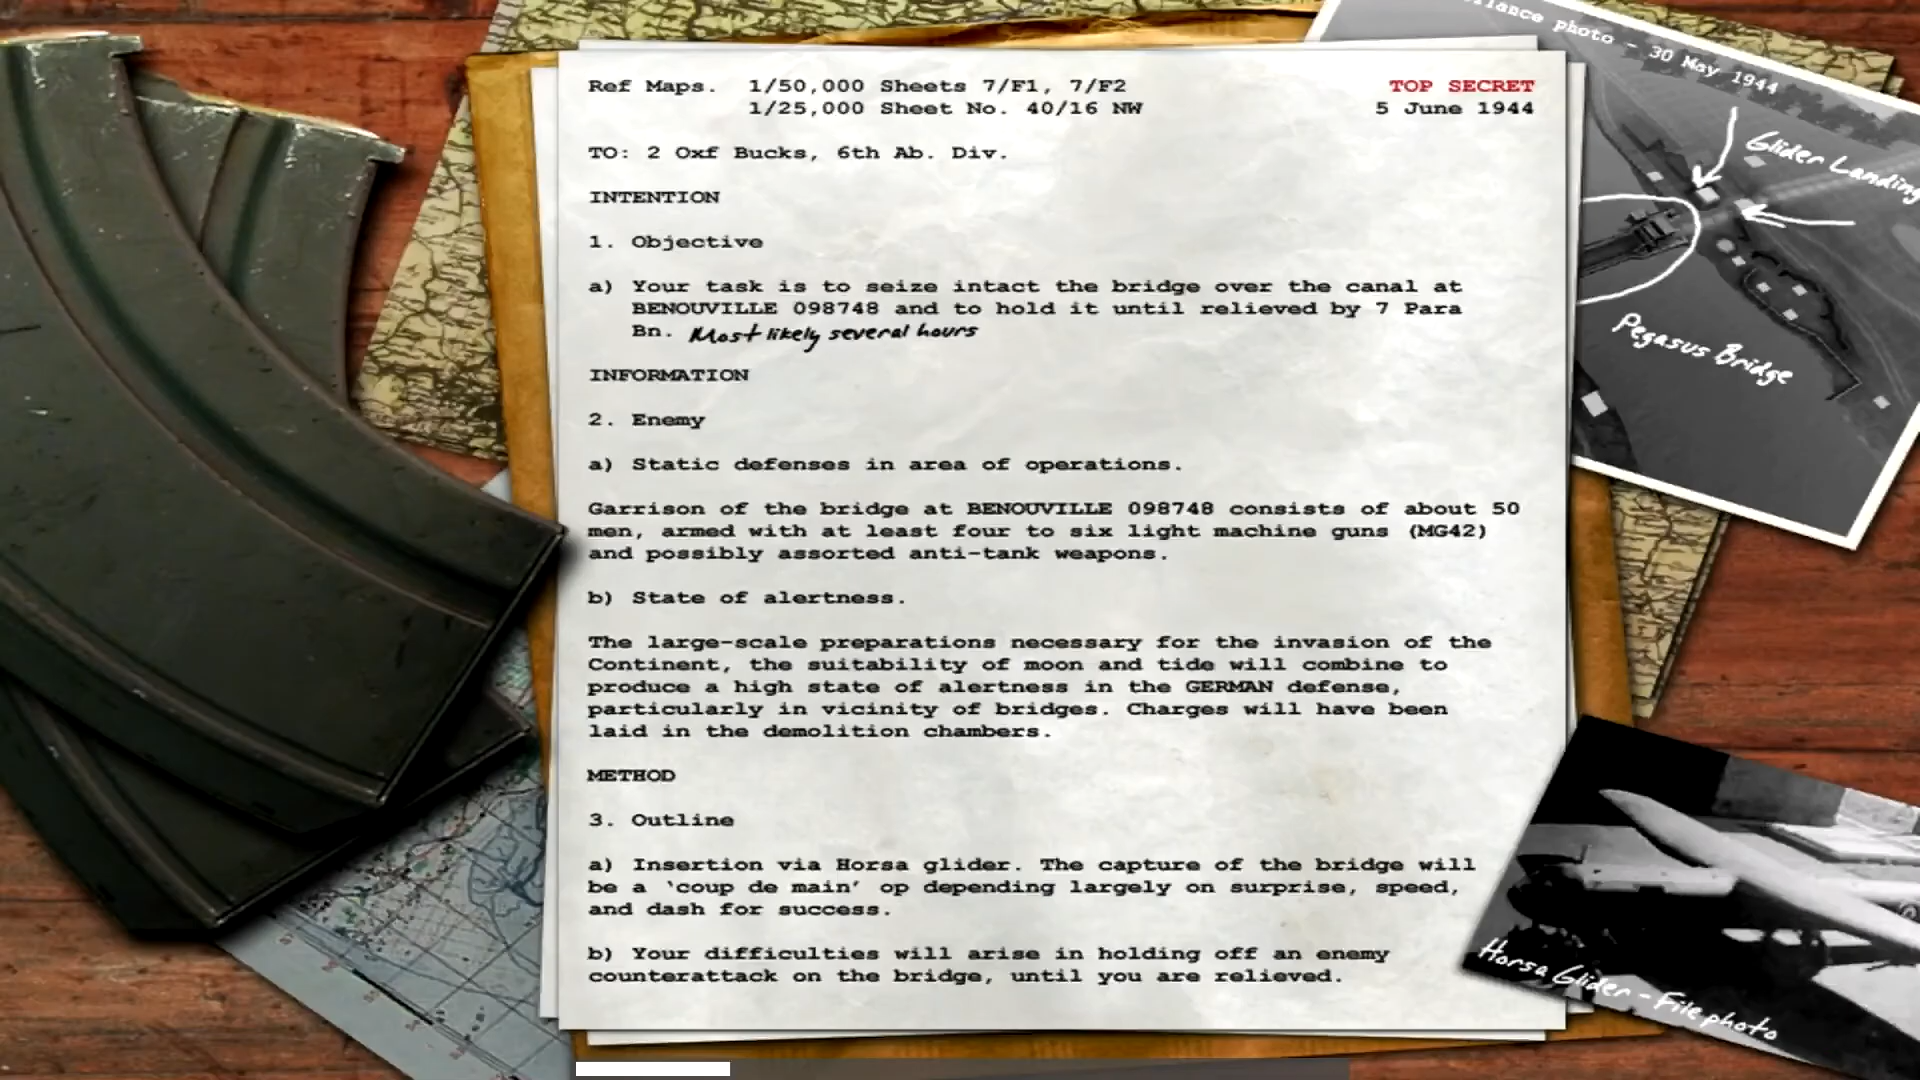 Ref Maps. 1/50,000 Sheets 7/F1, 7/F2
TOP SECRET
1/25,000 Sheet No. 40/16 NW
5 June 1944
TO: 2 Oxf Bucks, 6th Ab. Div.
INTENTION
1. Objective
a) Your task is to seize intact the bridge over the canal at
BENOUVILLE 098748 and to hold it until relieved by 7 Para
Bn. Most likely several hours
INFORMATION
2. Enemy
a) Static defenses in area of operations.
Garrison of the bridge at BENOUVILLE 098748 consists of about 50
men, armed with at least four to six light machine guns (MG42)
and possibly assorted anti-tank weapons.
b) State of alertness.
The large-scale preparations necessary for the invasion of the
Continent, the suitability of moon and tide will combine to
produce a high state of alertness in the GERMAN defense,
particularly in vicinity of bridges. Charges will have been
laid in the demolition chambers.
METHOD
3. Outline
a) Insertion via Horsa glider. The capture of the bridge will
be a 'coup de main' op depending largely on surprise, speed,
and dash for success.
b) Your difficulties will arise in holding off an enemy
counterattack on the bridge, until you are relieved.
photo - 30 May 1944
Glider Landing
Pegasus Bridge
Horsa Glider - File photo